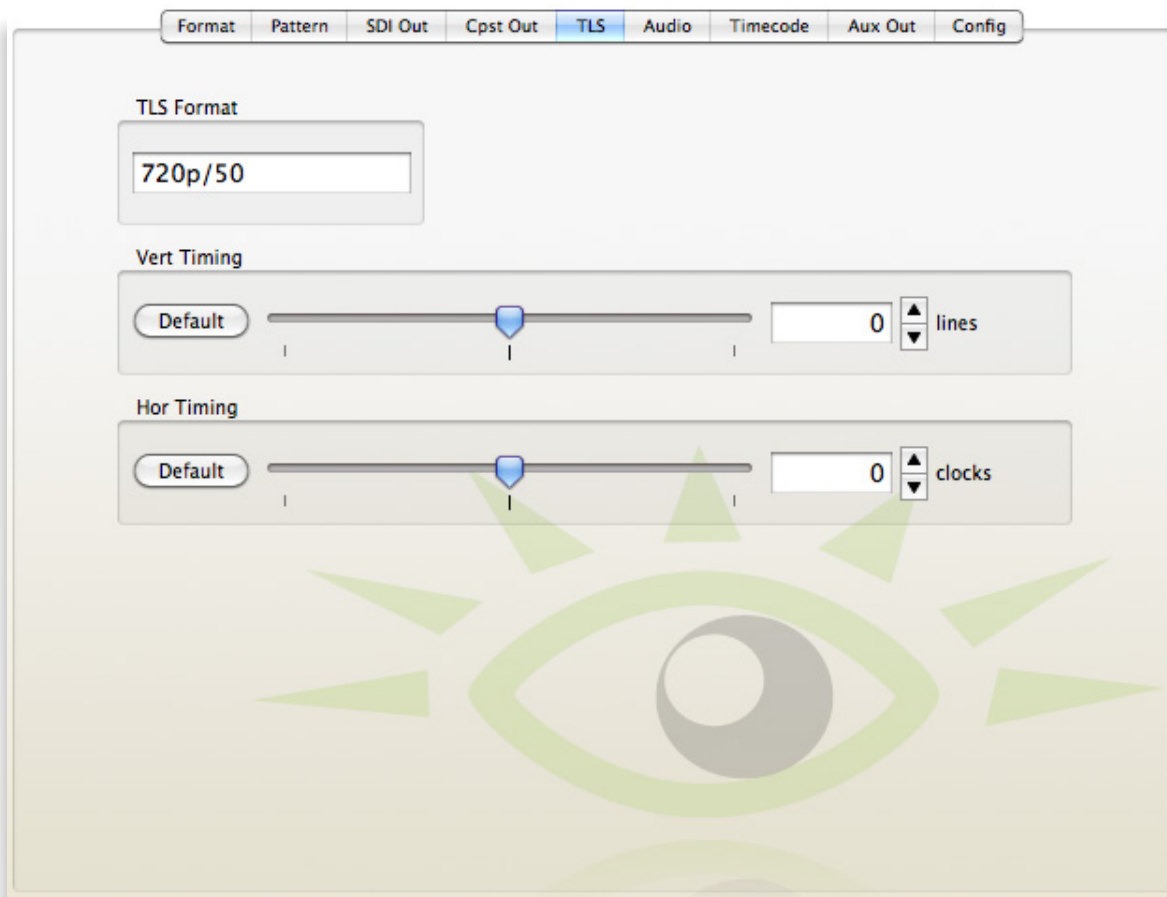 Format Pattern SDI Out Cpst Out TLS Audio Timecode Aux Out Config
TLS Format
720p/50
Vert Timing
Default 0 lines
Hor Timing
Default 0 clocks